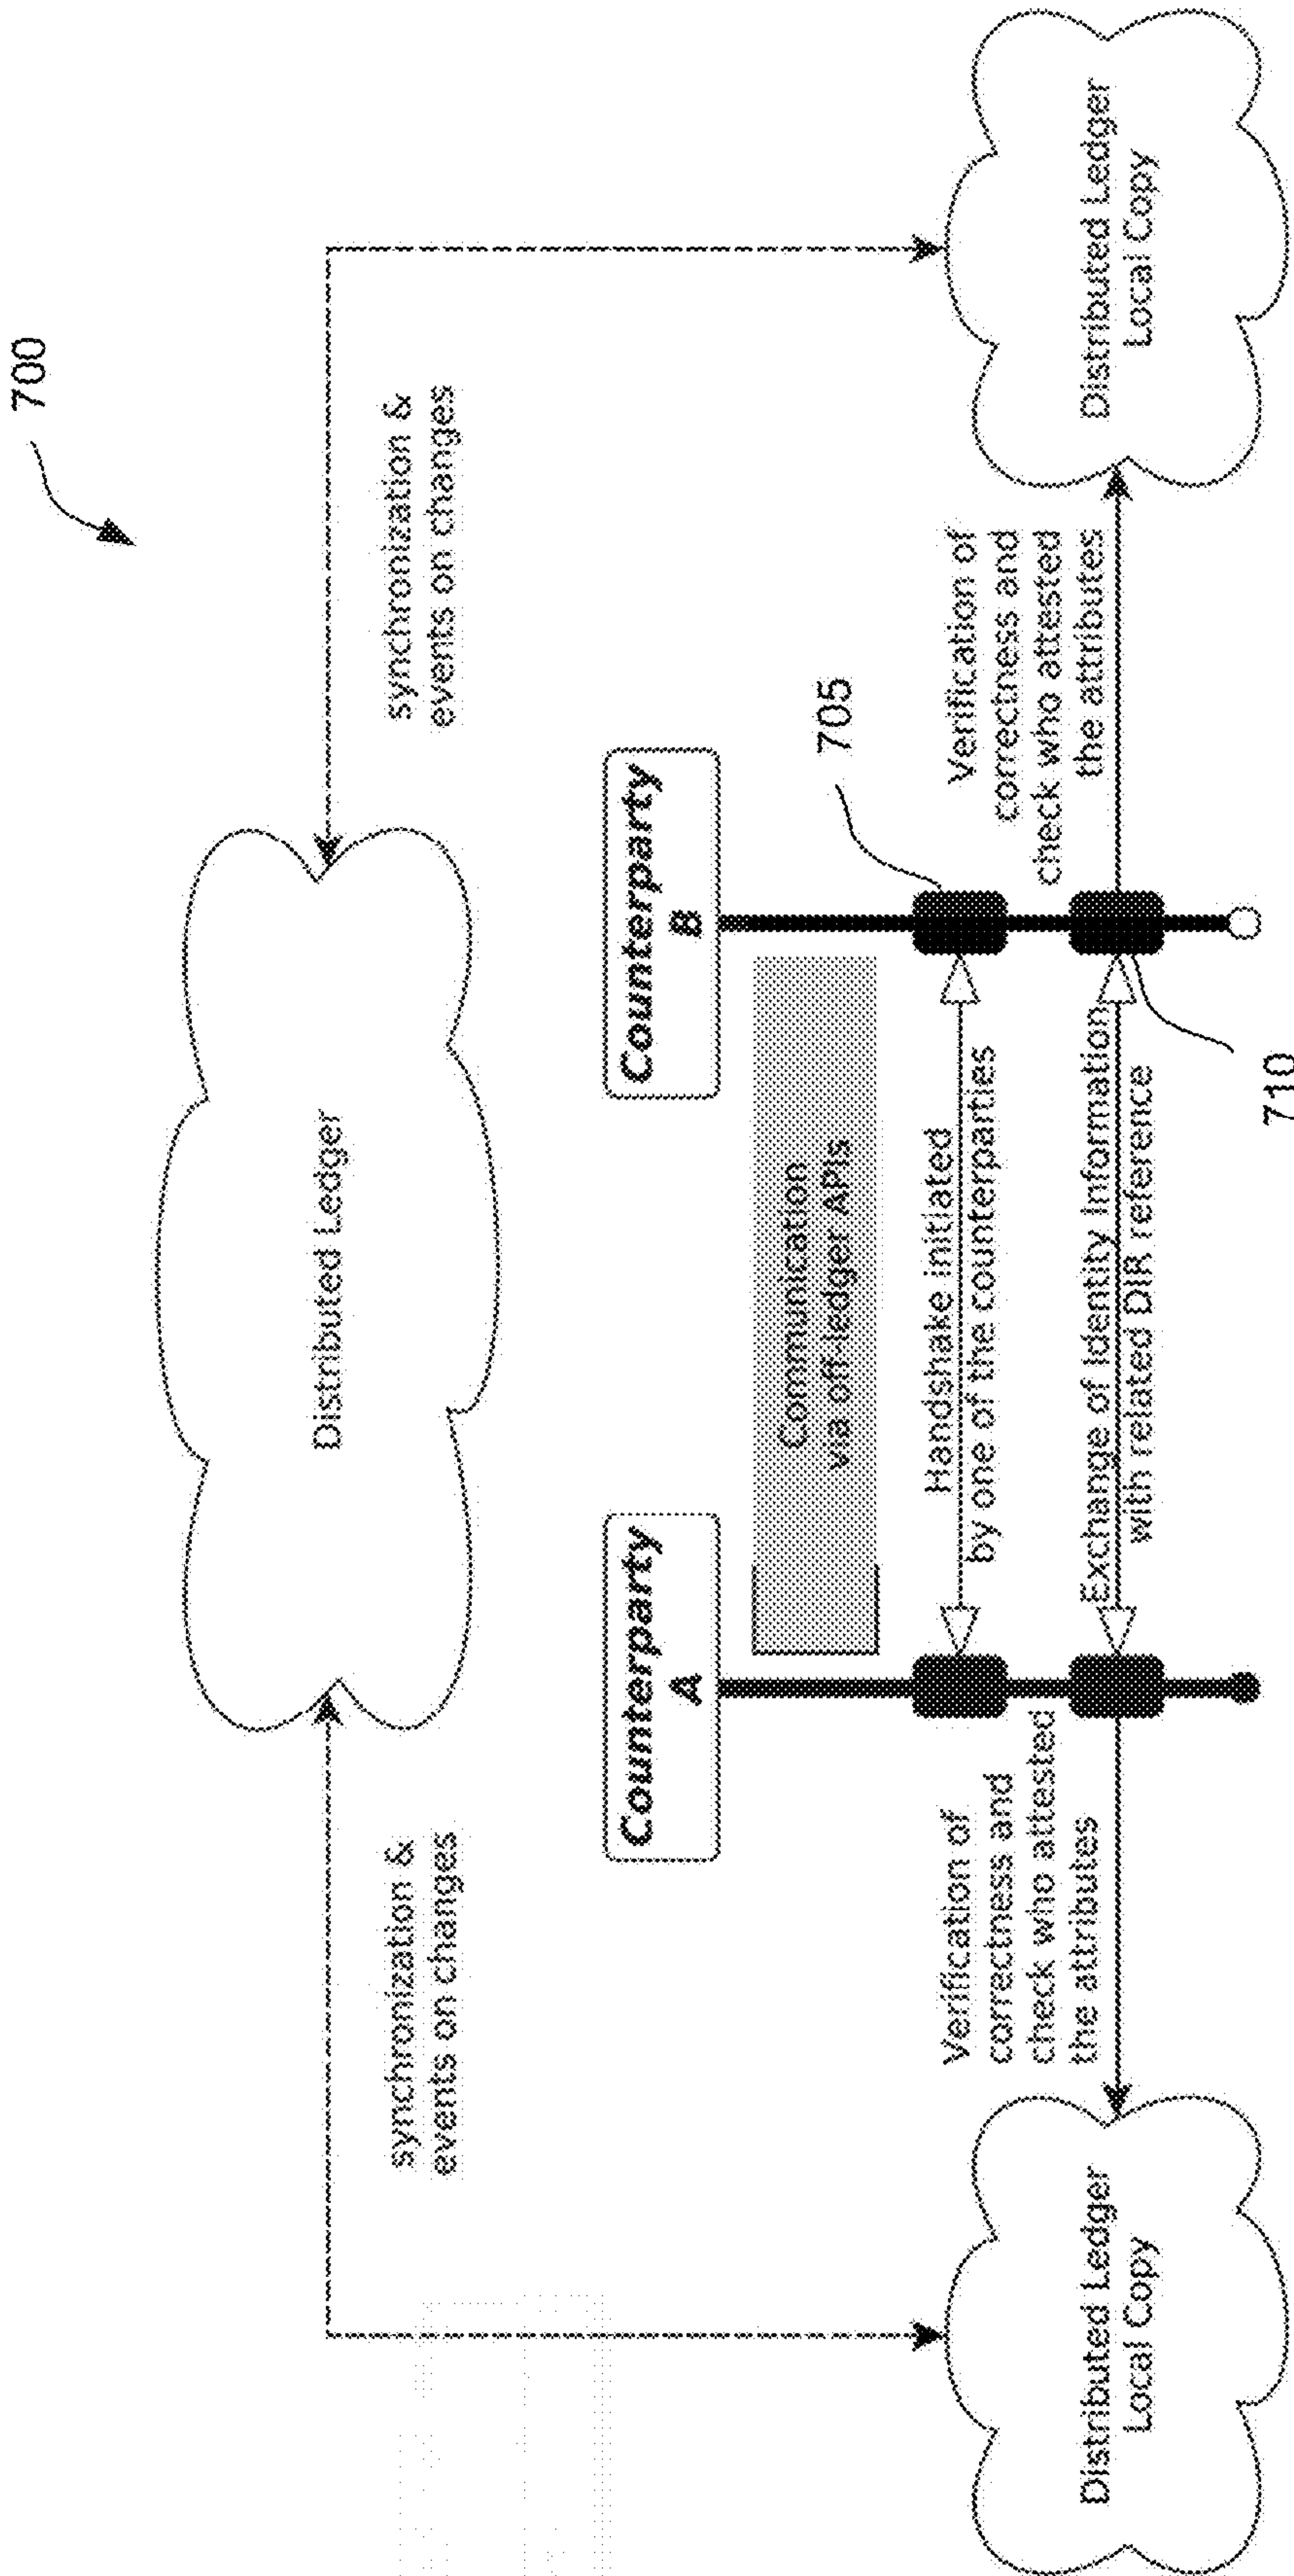 700
Distributed Ledger
synchronization &
events on changes
synchronization &
events on changes
Counterparty
A
Counterparty
B
Communication
via off-ledger APIs
705
Handshake initiated
by one of the counterparties
Verification of
correctness and
check who attested
the attributes
Exchange of Identity Information
with related DIR reference
Verification of
correctness and
check who attested
the attributes
710
Distributed Ledger
Local Copy
Distributed Ledger
Local Copy